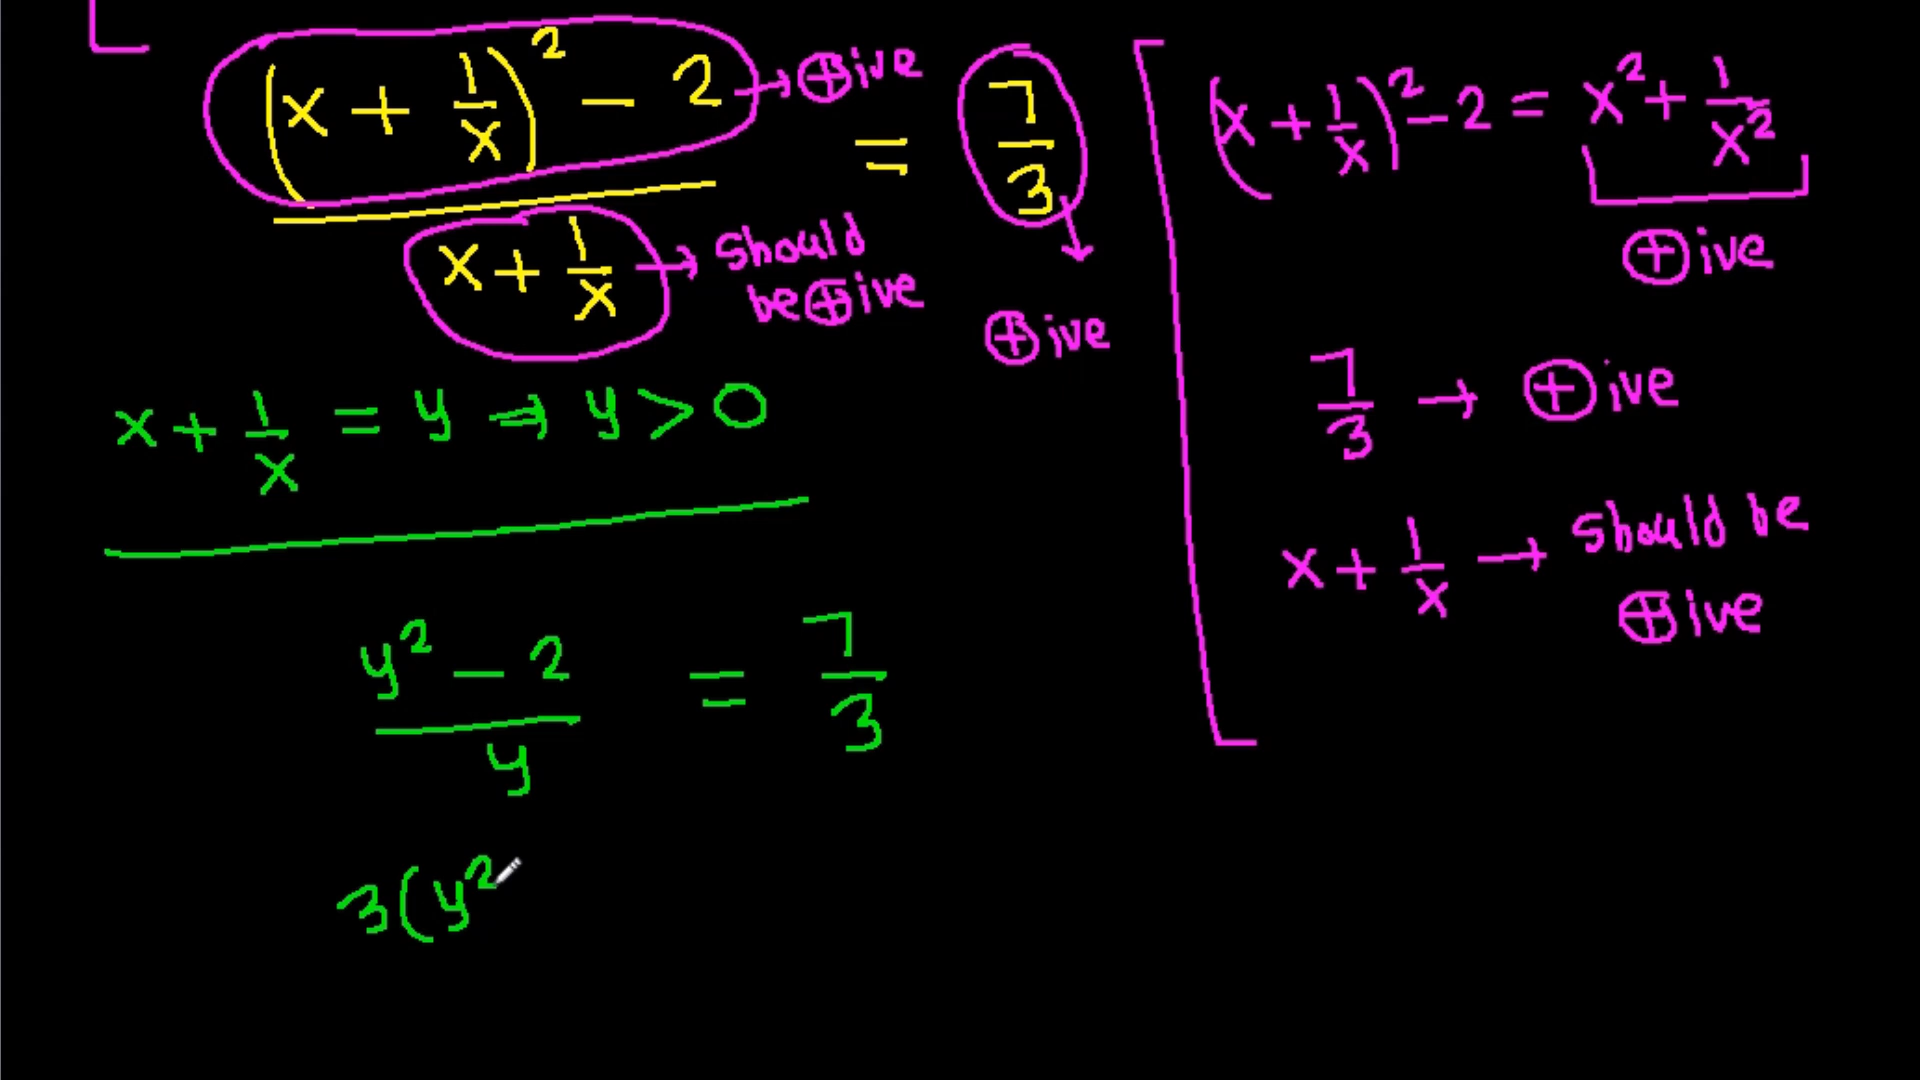 (x + 1/x)² − 2 → ⊕ive
―――――――――― = 7/3
x + 1/x → should be ⊕ive
⊕ive
x + 1/x = y ⇒ y > 0
(y² − 2)/y = 7/3
3(y²
(x + 1/x)² − 2 = x² + 1/x²
⊕ive
7/3 → ⊕ive
x + 1/x → should be
⊕ive